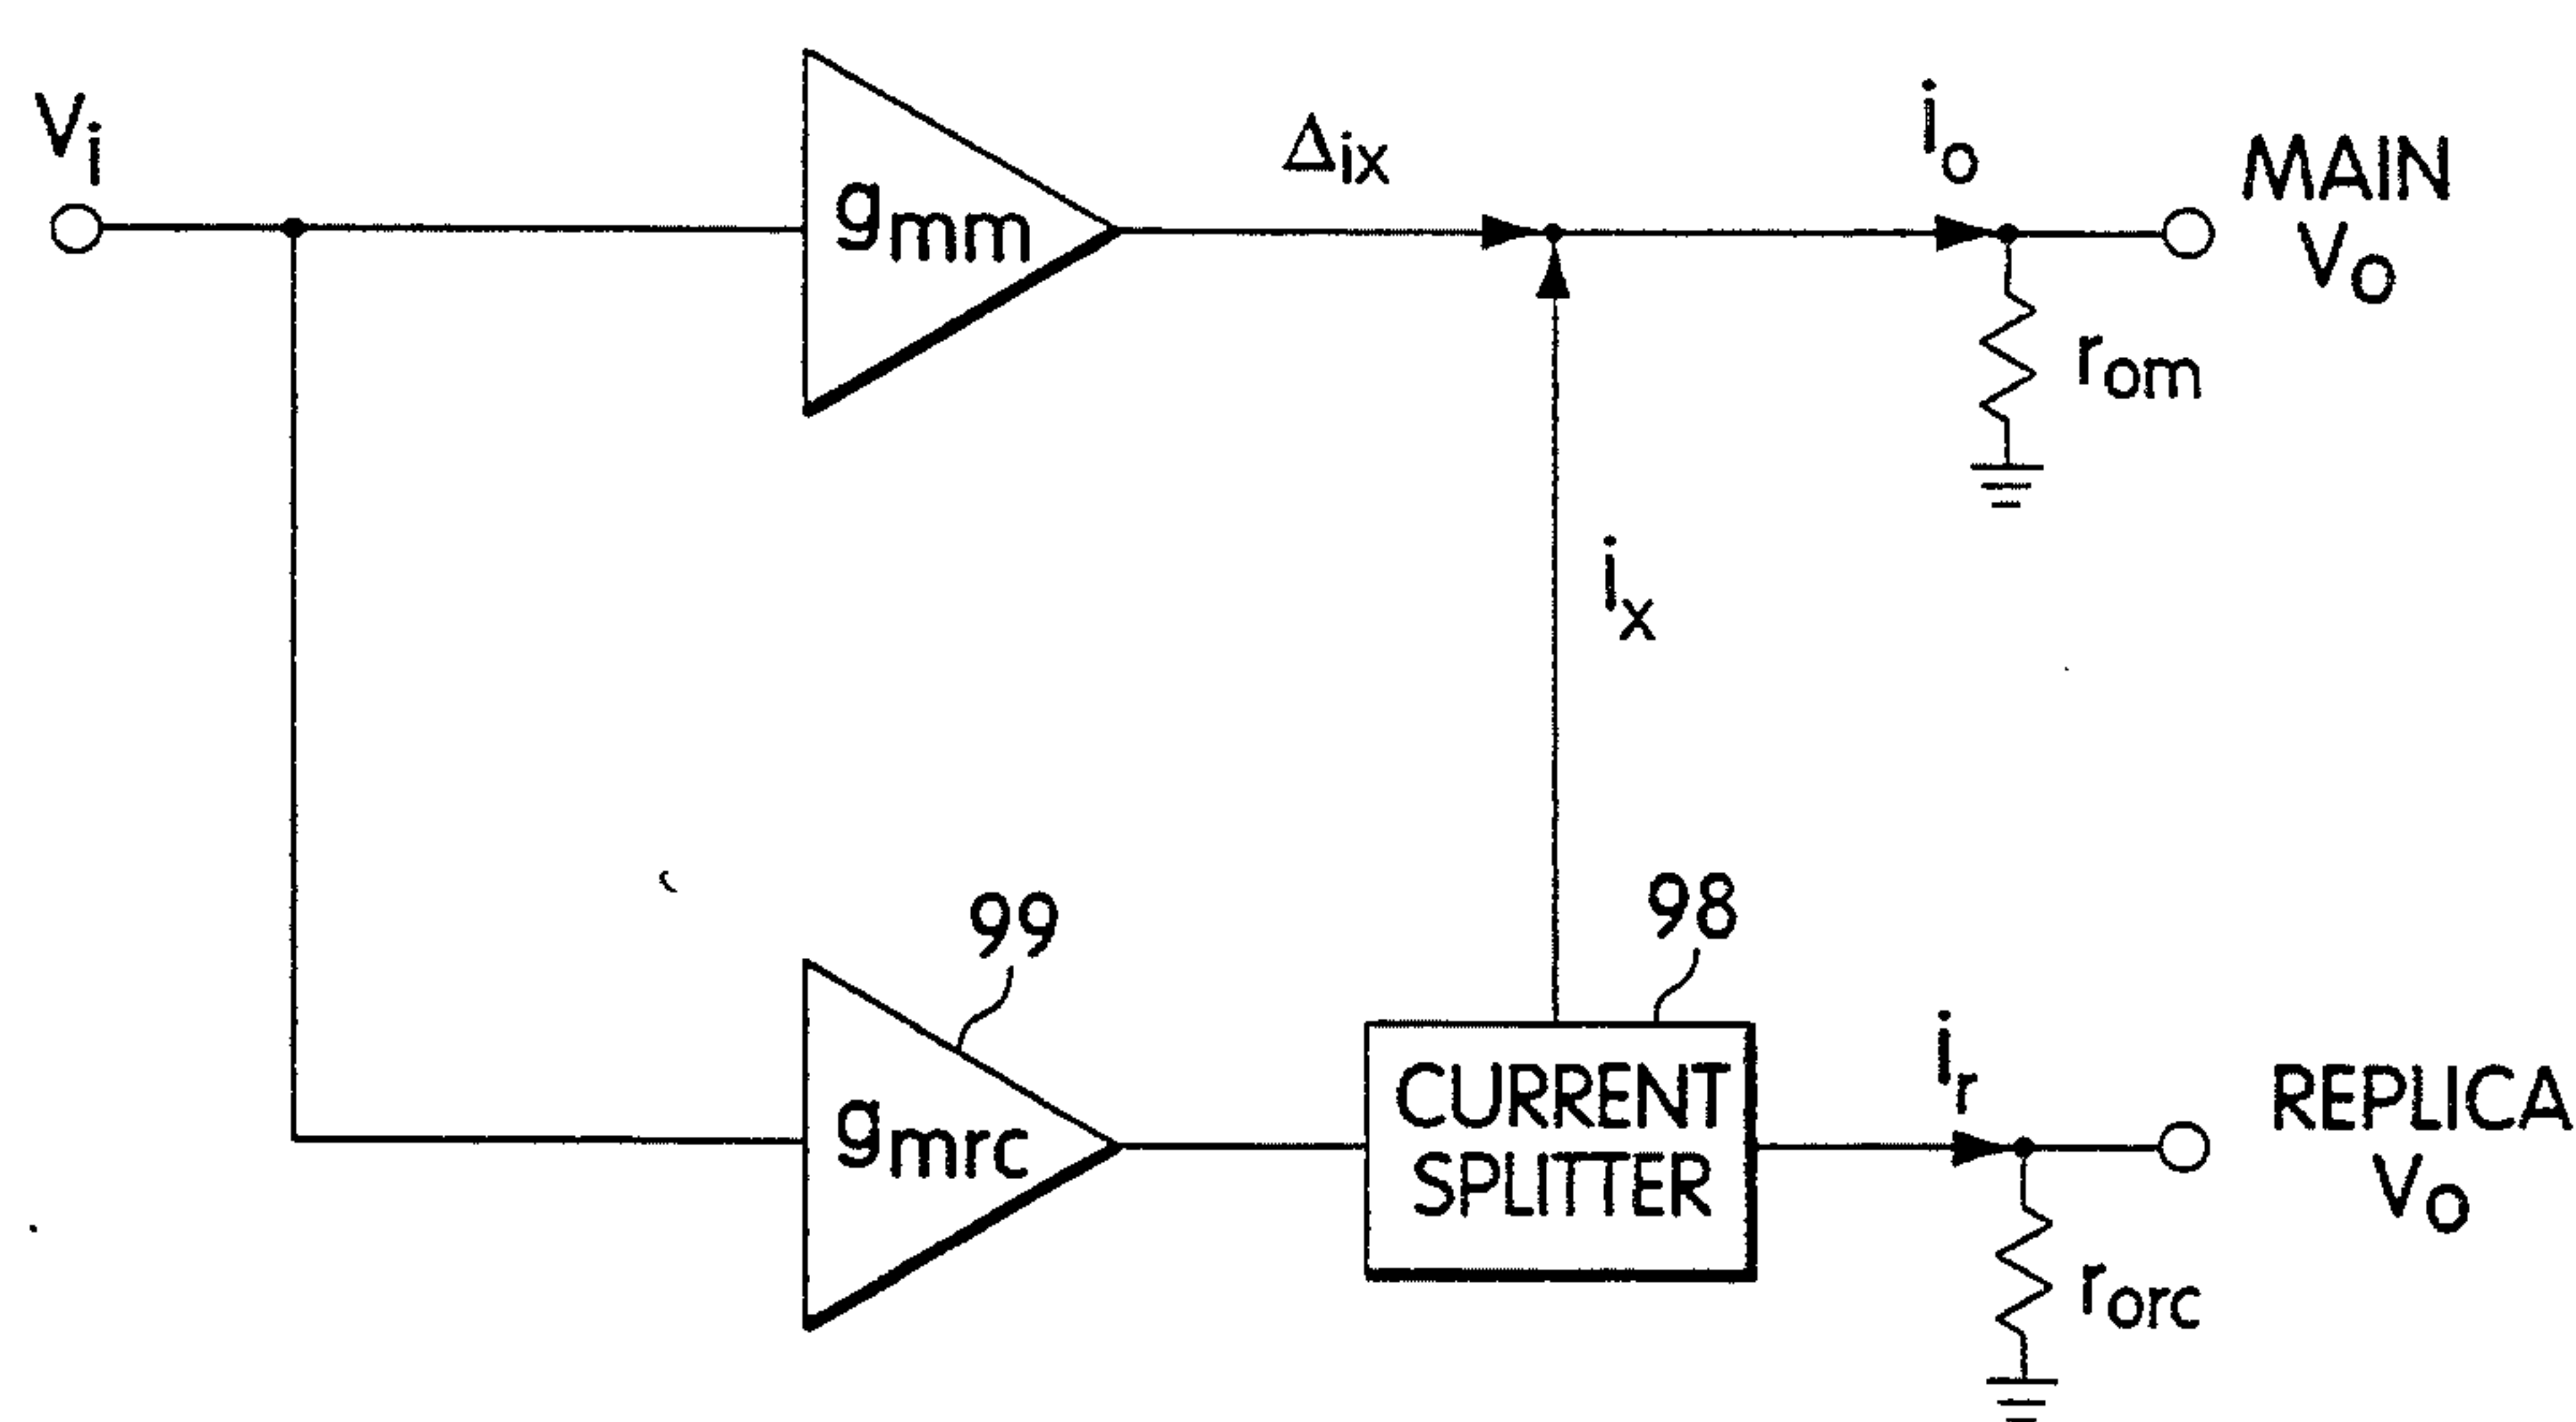 Vi
gmm
Δix
io
MAIN
Vo
rom
ix
99
98
gmrc
CURRENT
SPLITTER
ir
REPLICA
Vo
rorc